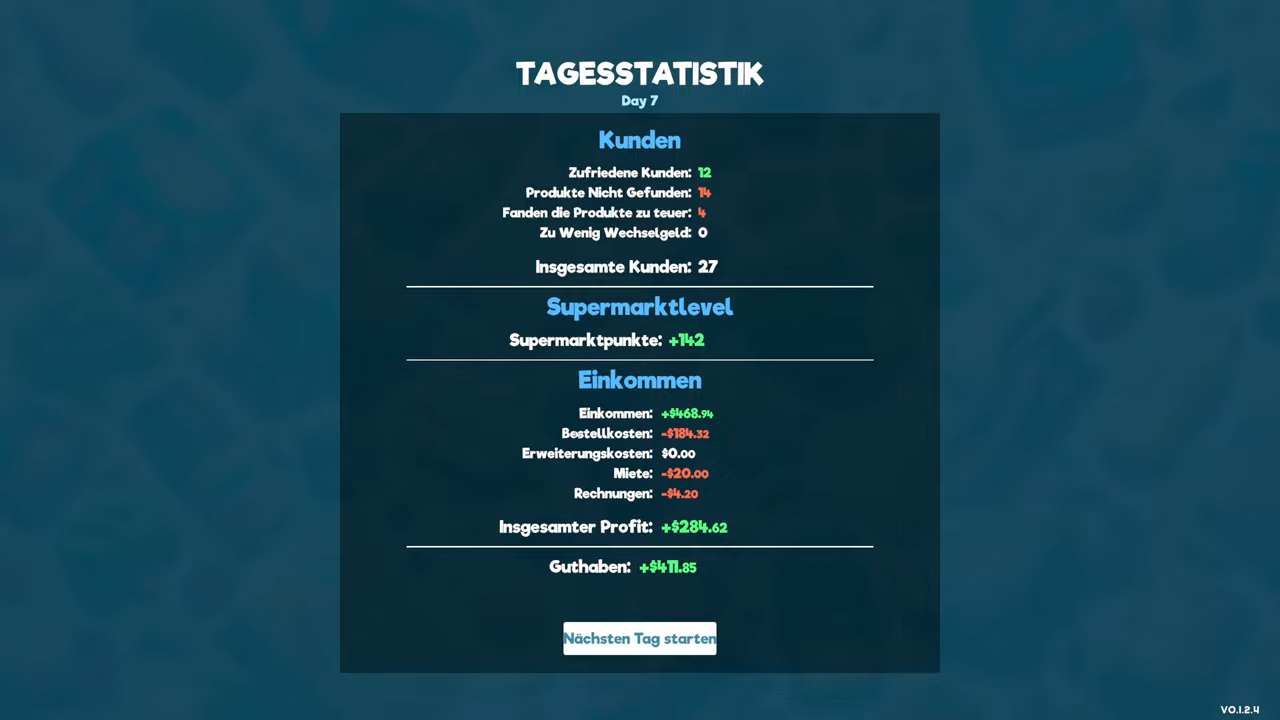 TAGESSTATISTIK
Day 7
Kunden
Zufriedene Kunden: 12
Produkte Nicht Gefunden: 14
Fanden die Produkte zu teuer: 4
Zu Wenig Wechselgeld: 0
Insgesamte Kunden: 27
Supermarktlevel
Supermarktpunkte: +142
Einkommen
Einkommen: +$468.94
Bestellkosten: -$184.32
Erweiterungskosten: $0.00
Miete: -$20.00
Rechnungen: -$4.20
Insgesamter Profit: +$284.62
Guthaben: +$411.85
Nächsten Tag starten
V0.1.2.4